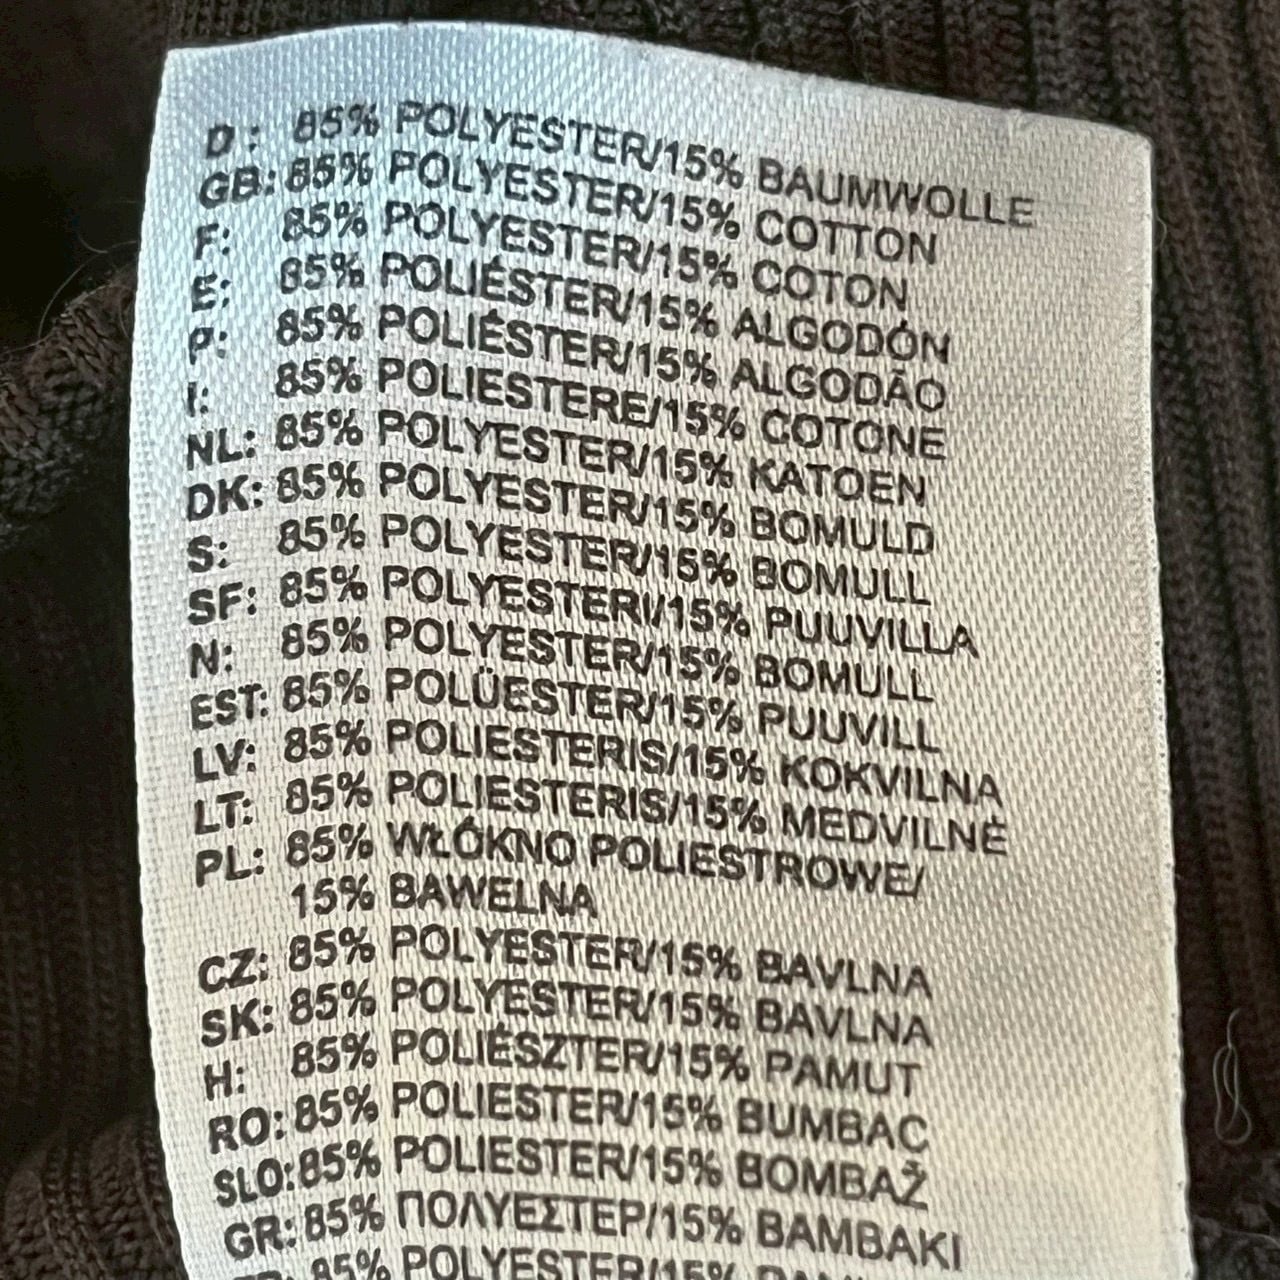 D: 85% POLYESTER/15% BAUMWOLLE
GB: 85% POLYESTER/15% COTTON
F: 85% POLYESTER/15% COTON
E: 85% POLIÉSTER/15% ALGODÓN
P: 85% POLIÉSTER/15% ALGODÃO
I: 85% POLIESTERE/15% COTONE
NL: 85% POLYESTER/15% KATOEN
DK: 85% POLYESTER/15% BOMULD
S: 85% POLYESTER/15% BOMULL
SF: 85% POLYESTERI/15% PUUVILLA
N: 85% POLYESTER/15% BOMULL
EST: 85% POLÜESTER/15% PUUVILL
LV: 85% POLIESTERIS/15% KOKVILNA
LT: 85% POLIESTERIS/15% MEDVILNĖ
PL: 85% WŁÓKNO POLIESTROWE/
15% BAWEŁNA
CZ: 85% POLYESTER/15% BAVLNA
SK: 85% POLYESTER/15% BAVLNA
H: 85% POLIÉSZTER/15% PAMUT
RO: 85% POLIESTER/15% BUMBAC
SLO: 85% POLIESTER/15% BOMBAŽ
GR: 85% ΠΟΛΥΕΣΤΕΡ/15% ΒΑΜΒΑΚΙ
85% POLYESTER/15%